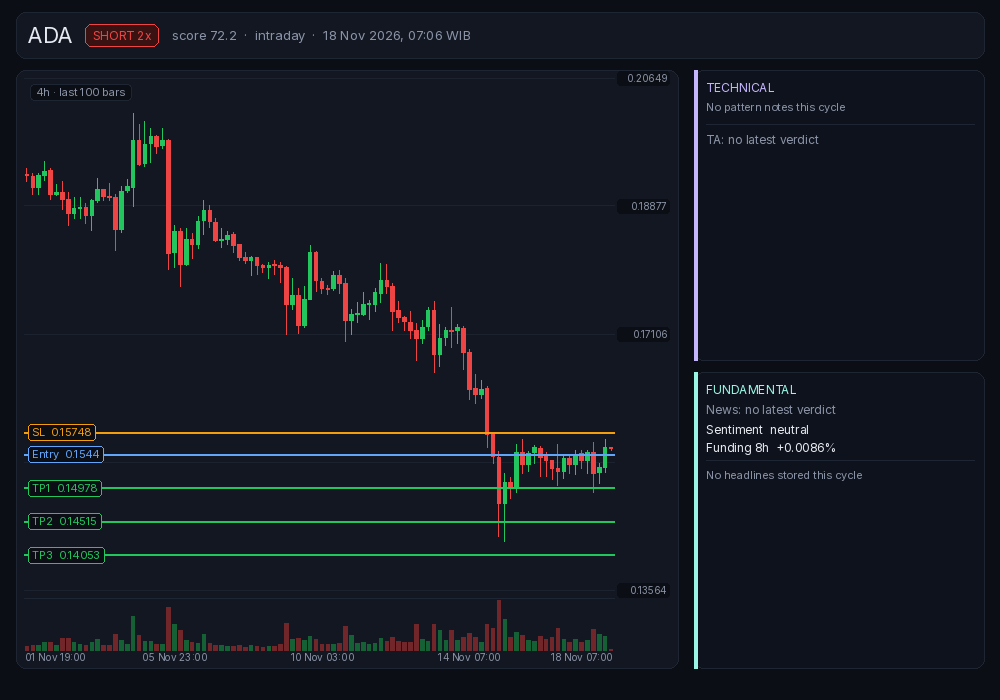 ADA SHORT 2x score 72.2 · intraday · 18 Nov 2026, 07:06 WIB
4h · last 100 bars
0.20649
0.18877
0.17106
SL 0.15748
Entry 0.1544
TP1 0.14978
TP2 0.14515
TP3 0.14053
0.13564
01 Nov 19:00 05 Nov 23:00 10 Nov 03:00 14 Nov 07:00 18 Nov 07:00
TECHNICAL
No pattern notes this cycle
TA: no latest verdict
FUNDAMENTAL
News: no latest verdict
Sentiment neutral
Funding 8h +0.0086%
No headlines stored this cycle